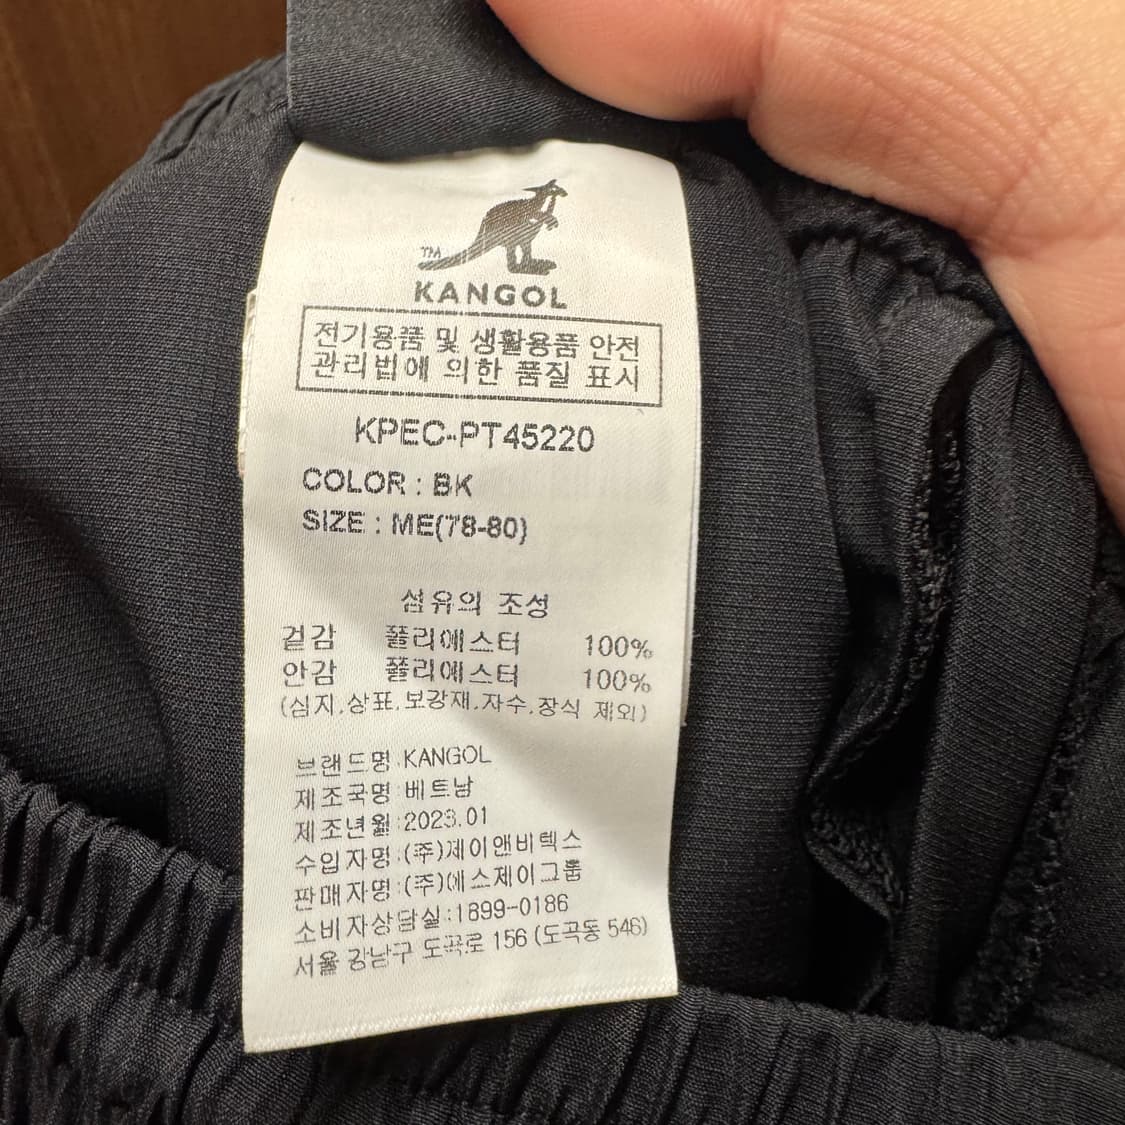 TM
KANGOL
전기용품 및 생활용품 안전
관리법에 의한 품질 표시
KPEC-PT45220
COLOR : BK
SIZE : ME(78-80)
섬유의 조성
겉감 폴리에스터 100%
안감 폴리에스터 100%
(심지,상표,보강재,자수,장식 제외)
브랜드명:KANGOL
제조국명:베트남
제조년월:2023.01
수입자명:(주)제이앤비텍스
판매자명:(주)에스제이그룹
소비자상담실:1899-0186
서울 강남구 도곡로 156 (도곡동 546)